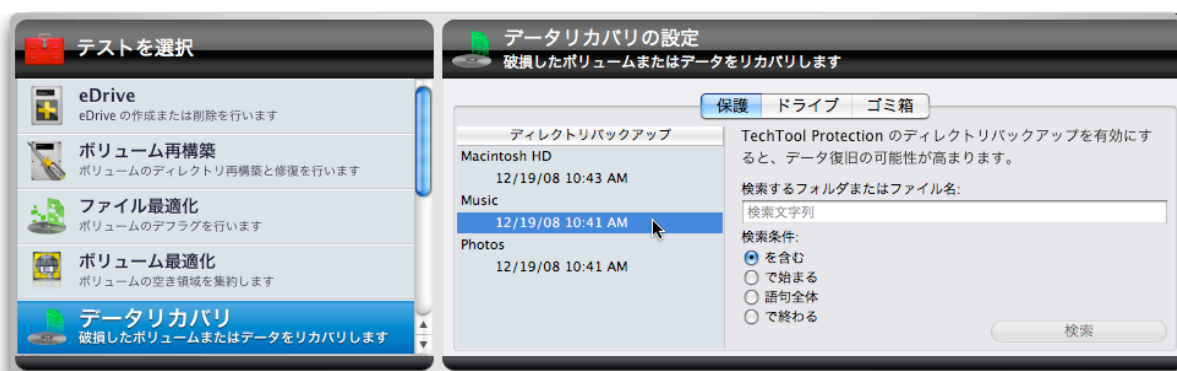 テストを選択
eDrive
eDrive の作成または削除を行います
ボリューム再構築
ボリュームのディレクトリ再構築と修復を行います
ファイル最適化
ボリュームのデフラグを行います
ボリューム最適化
ボリュームの空き領域を集約します
データリカバリ
破損したボリュームまたはデータをリカバリします
データリカバリの設定
破損したボリュームまたはデータをリカバリします
保護 ドライブ ゴミ箱
ディレクトリバックアップ
Macintosh HD
12/19/08 10:43 AM
Music
12/19/08 10:41 AM
Photos
12/19/08 10:41 AM
TechTool Protection のディレクトリバックアップを有効にす
ると、データ復旧の可能性が高まります。
検索するフォルダまたはファイル名:
検索文字列
検索条件:
を含む
で始まる
語句全体
で終わる
検索